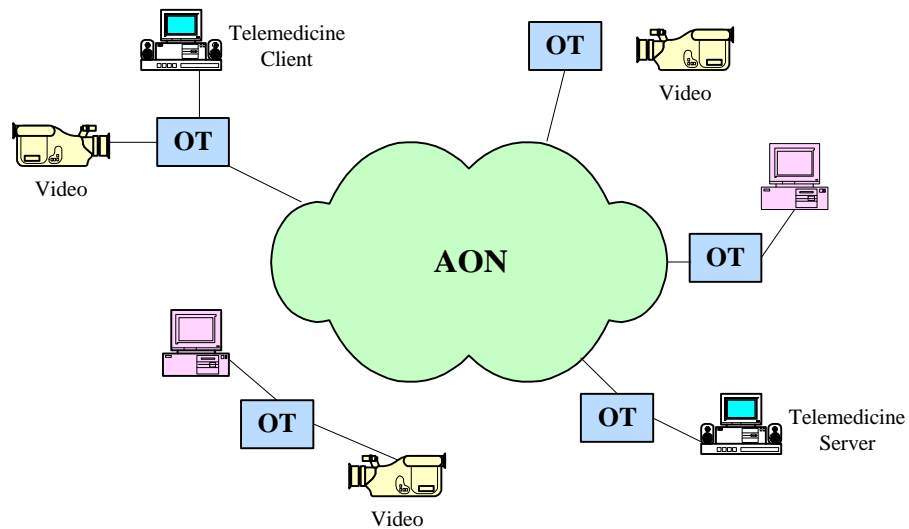 Telemedicine
Client
OT
Video
OT
Video
AON
OT
OT
Video
OT
Telemedicine
Server